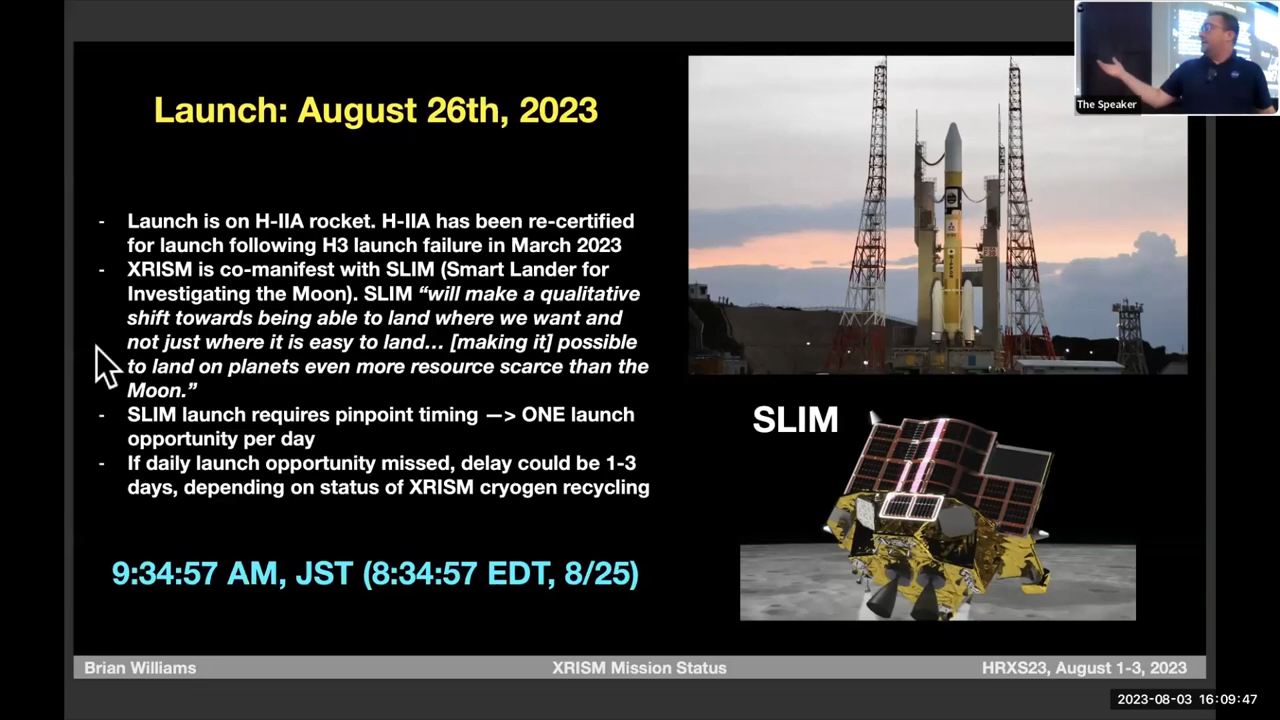 The Speaker
Launch: August 26th, 2023
- Launch is on H-IIA rocket. H-IIA has been re-certified
for launch following H3 launch failure in March 2023
- XRISM is co-manifest with SLIM (Smart Lander for
Investigating the Moon). SLIM “will make a qualitative
shift towards being able to land where we want and
not just where it is easy to land… [making it] possible
to land on planets even more resource scarce than the
Moon.”
- SLIM launch requires pinpoint timing —> ONE launch
opportunity per day
- If daily launch opportunity missed, delay could be 1-3
days, depending on status of XRISM cryogen recycling
9:34:57 AM, JST (8:34:57 EDT, 8/25)
SLIM
Brian Williams
XRISM Mission Status
HRXS23, August 1-3, 2023
2023-08-03 16:09:47